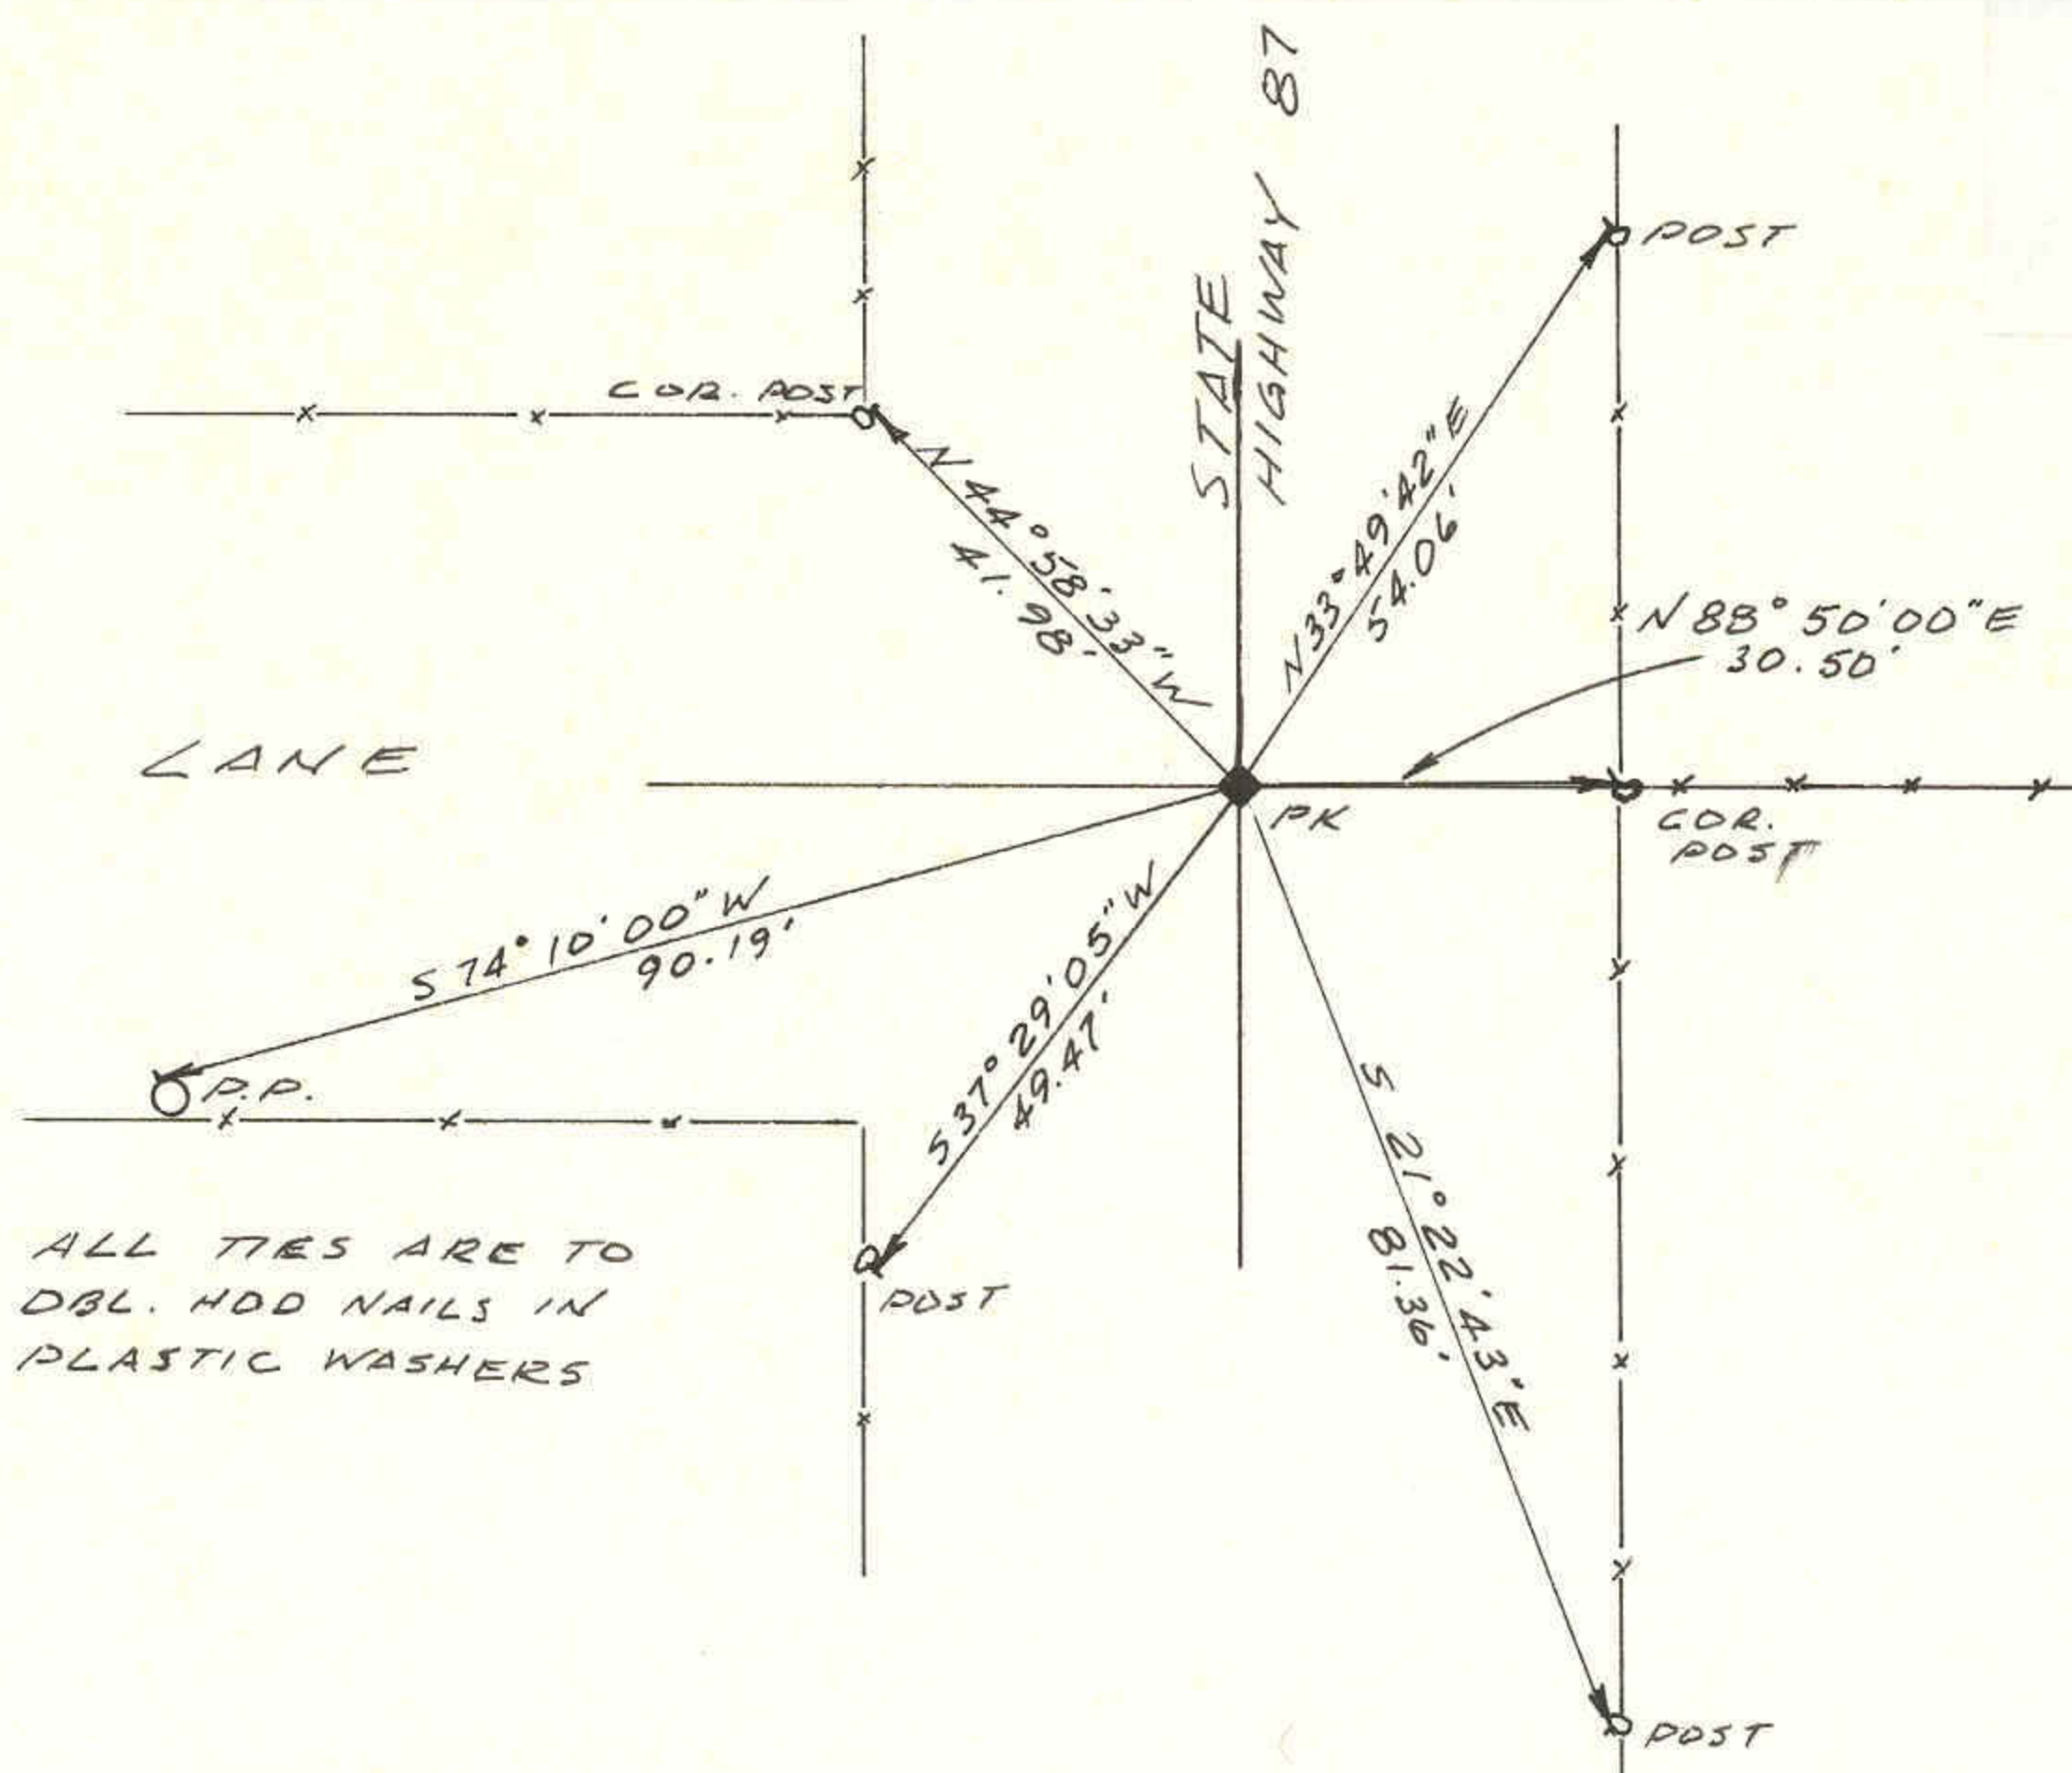 STATE
HIGHWAY 87
POST
COR. POST
N 44° 58' 33" W
41.98'
N 33° 49' 42" E
54.06'
N 88° 50' 00" E
30.50'
LANE
PK
COR.
POST
S 74° 10' 00" W
90.19'
S 37° 29' 05" W
49.47'
S 21° 22' 43" E
81.36'
P.P.
ALL TIES ARE TO
DBL. HDD NAILS IN
PLASTIC WASHERS
POST
POST